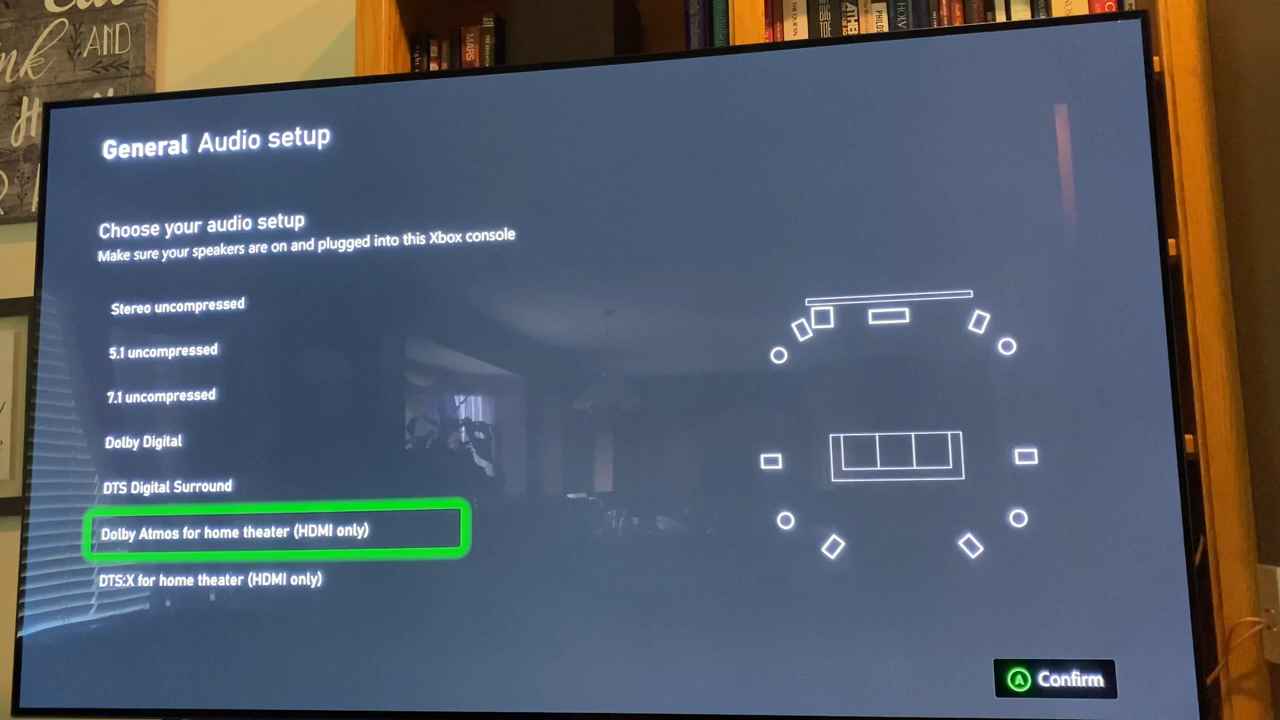 AND
General Audio setup
Choose your audio setup
Make sure your speakers are on and plugged into this Xbox console
Stereo uncompressed
5.1 uncompressed
7.1 uncompressed
Dolby Digital
DTS Digital Surround
Dolby Atmos for home theater (HDMI only)
DTS:X for home theater (HDMI only)
A Confirm
MARS